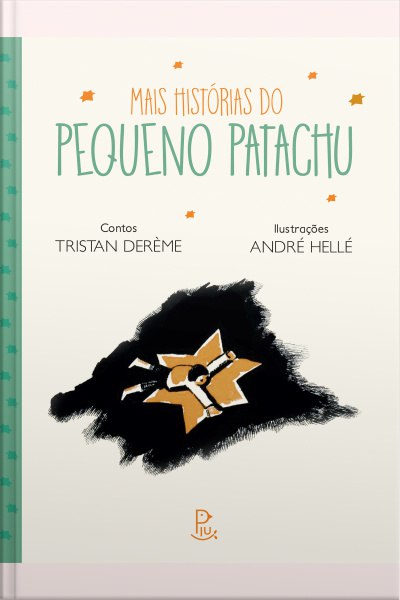 MAIS HISTÓRIAS DO
PEQUENO PATACHU
Contos
TRISTAN DERÈME
Ilustrações
ANDRÉ HELLÉ
PIU